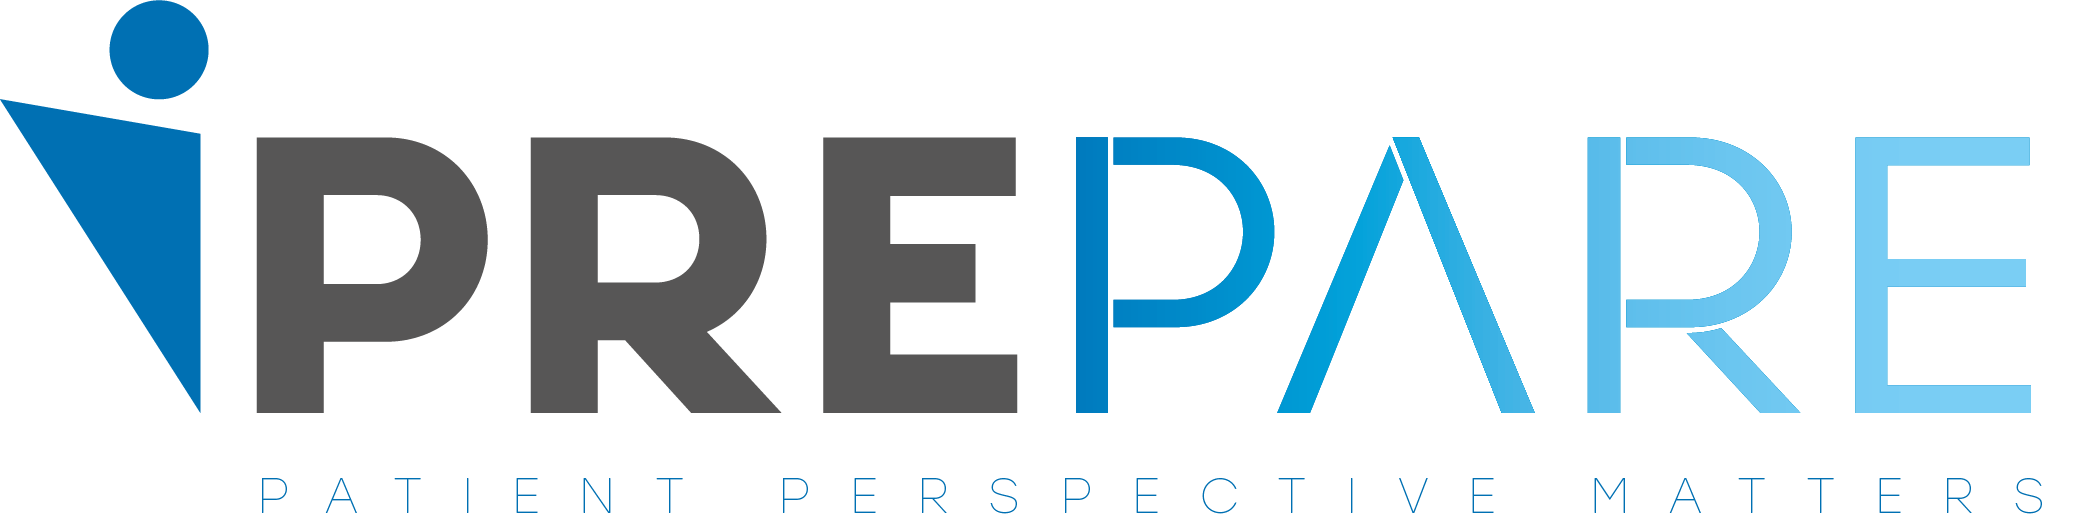 iPREPARE
PATIENT PERSPECTIVE MATTERS